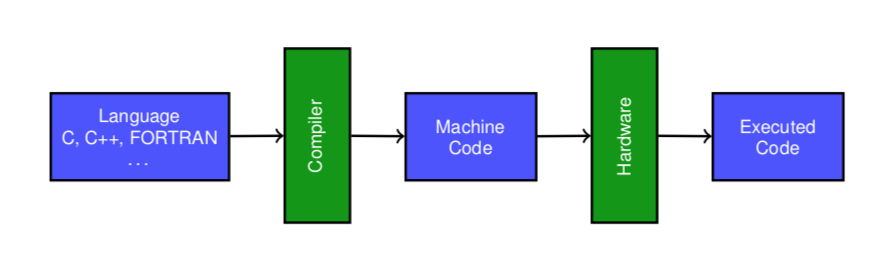 Language
C, C++, FORTRAN
...
Compiler
Machine
Code
Hardware
Executed
Code